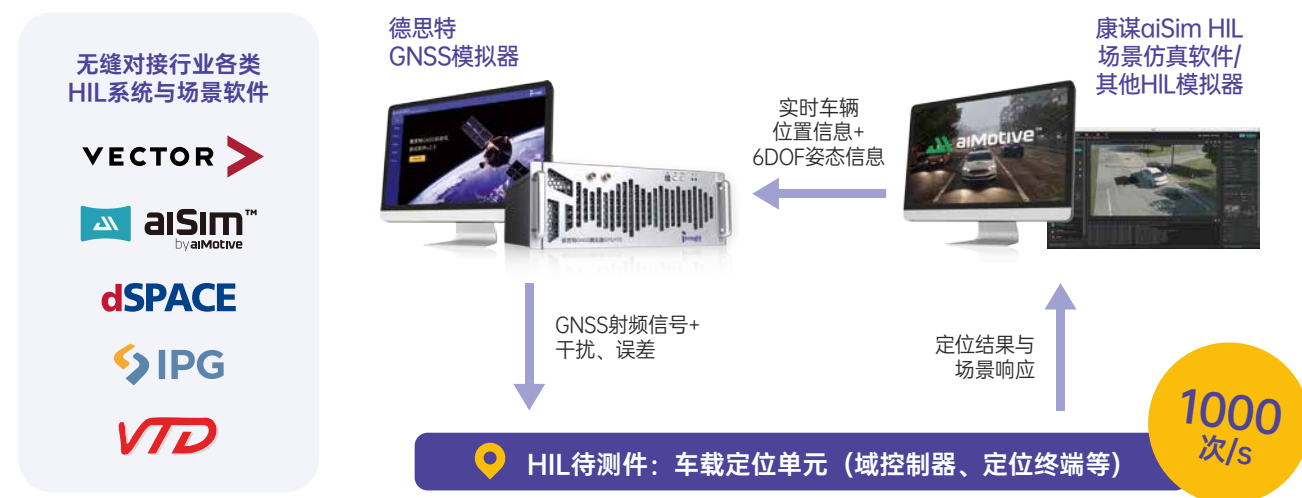 无缝对接行业各类
HIL系统与场景软件
VECTOR
aiSim™
by aiMotive
dSPACE
IPG
VTD
德思特
GNSS模拟器
实时车辆
位置信息+
6DOF姿态信息
康谋aiSim HIL
场景仿真软件/
其他HIL模拟器
aiMotive™
GNSS射频信号+
干扰、误差
定位结果与
场景响应
1000
次/s
HIL待测件：车载定位单元（域控制器、定位终端等）